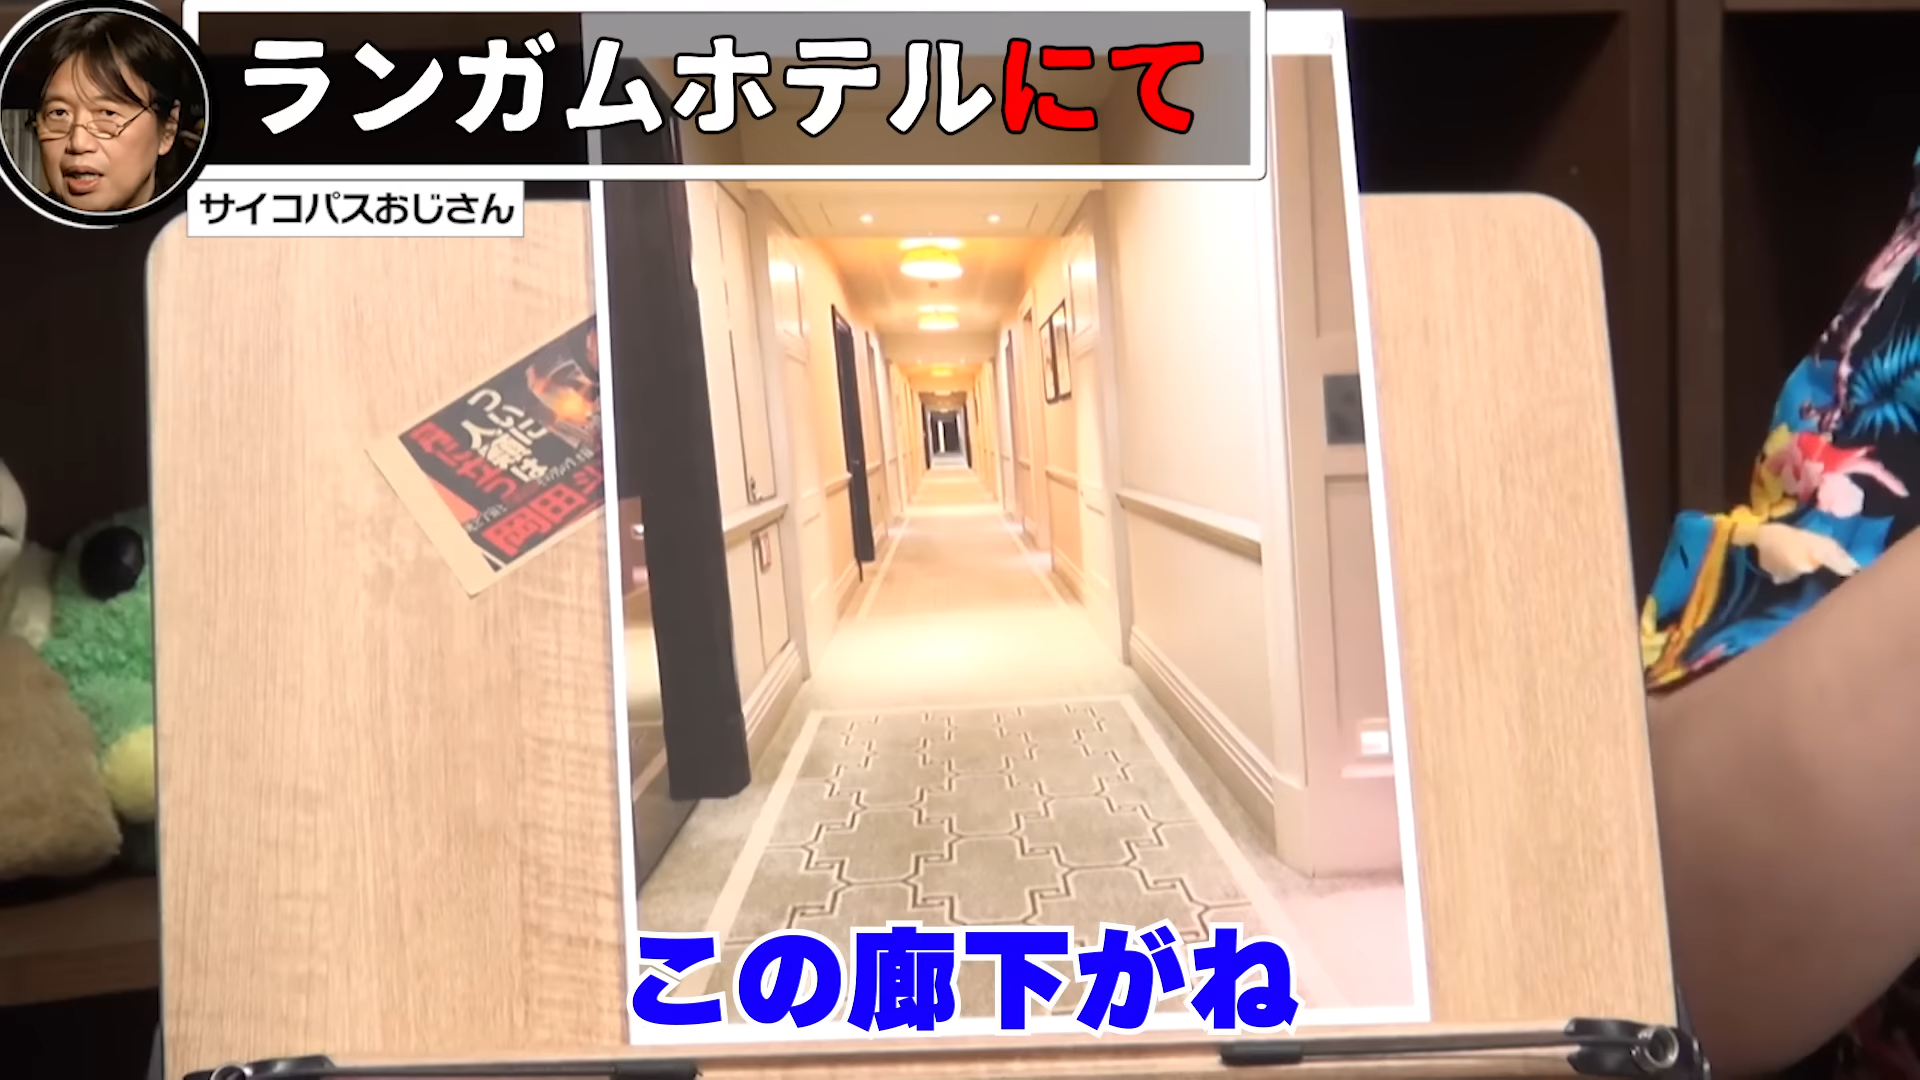 ランガムホテルにて
サイコパスおじさん
ついに
人類は
岡田
この廊下がね